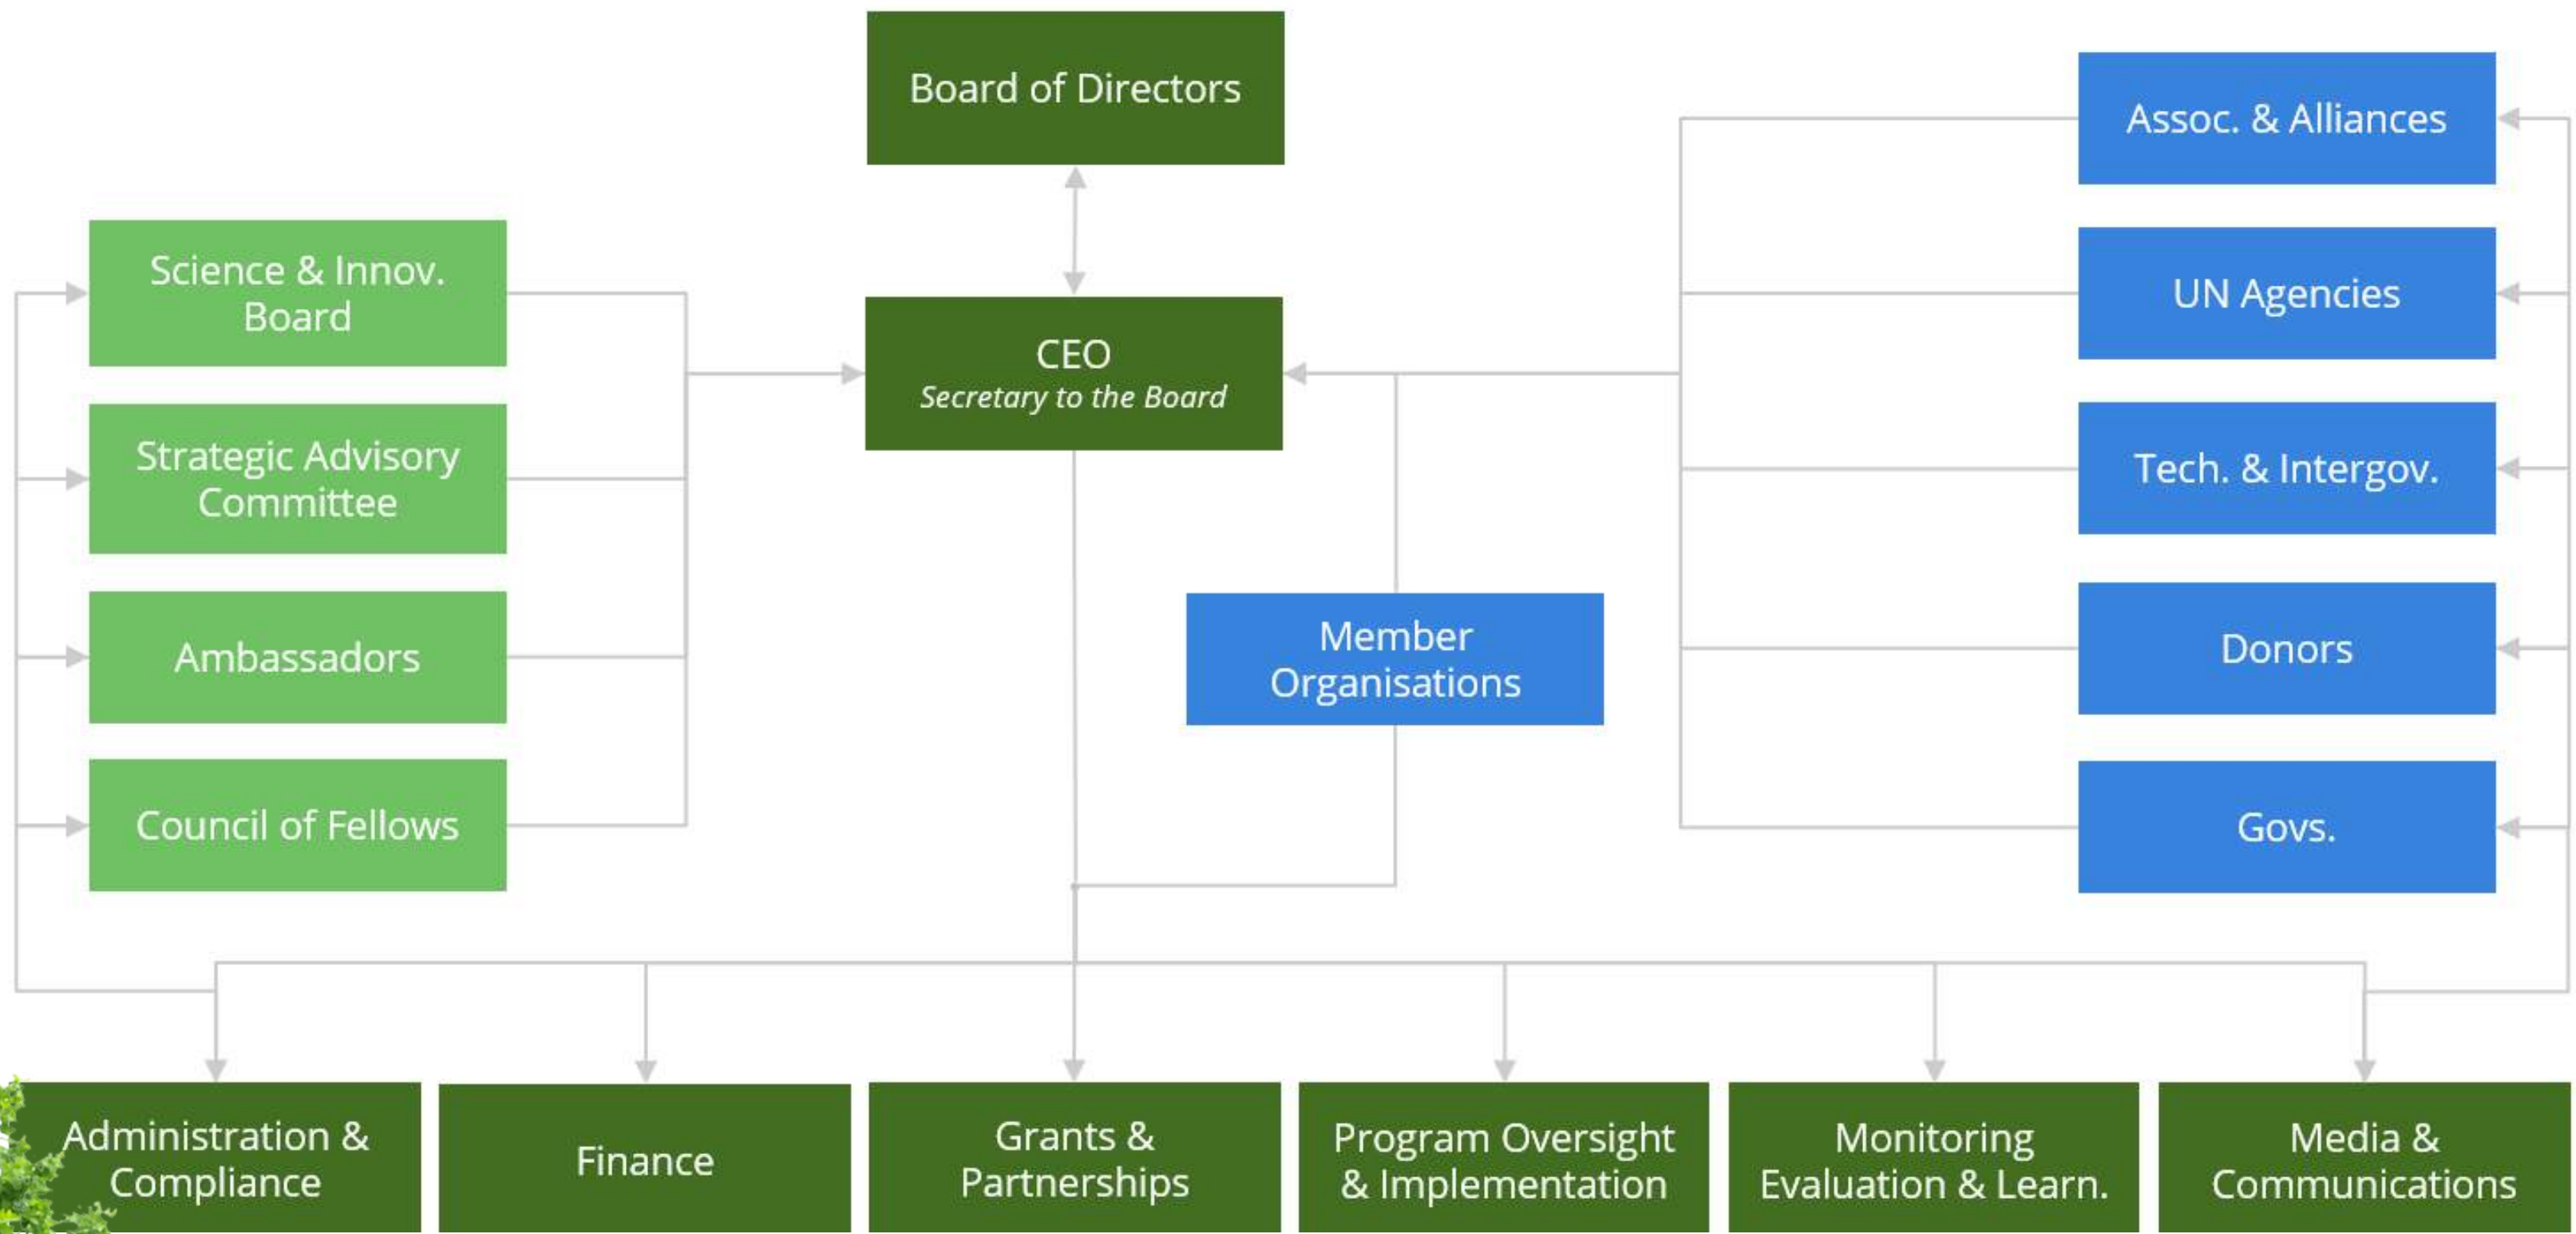 Board of Directors
Assoc. & Alliances
Science & Innov.
Board
UN Agencies
CEO
Secretary to the Board
Strategic Advisory
Committee
Tech. & Intergov.
Ambassadors
Member
Organisations
Donors
Council of Fellows
Govs.
Administration &
Compliance
Finance
Grants &
Partnerships
Program Oversight
& Implementation
Monitoring
Evaluation & Learn.
Media &
Communications